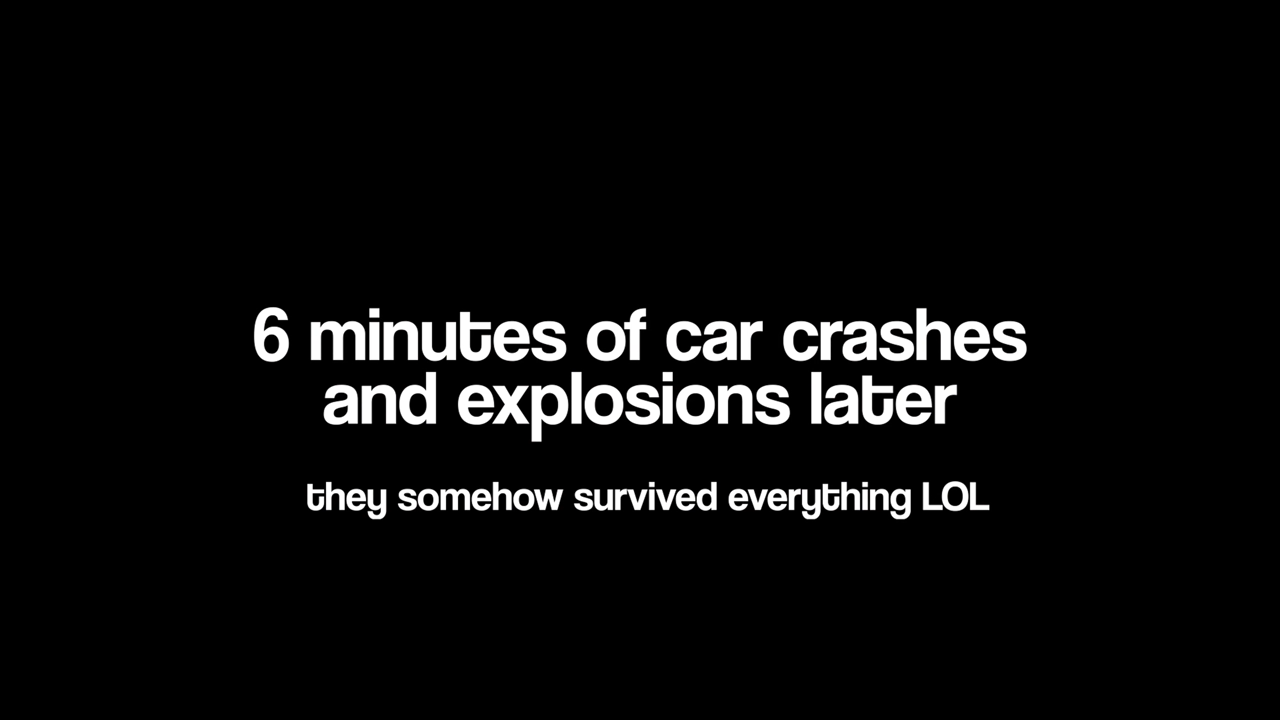 6 minutes of car crashes
and explosions later
they somehow survived everything LOL